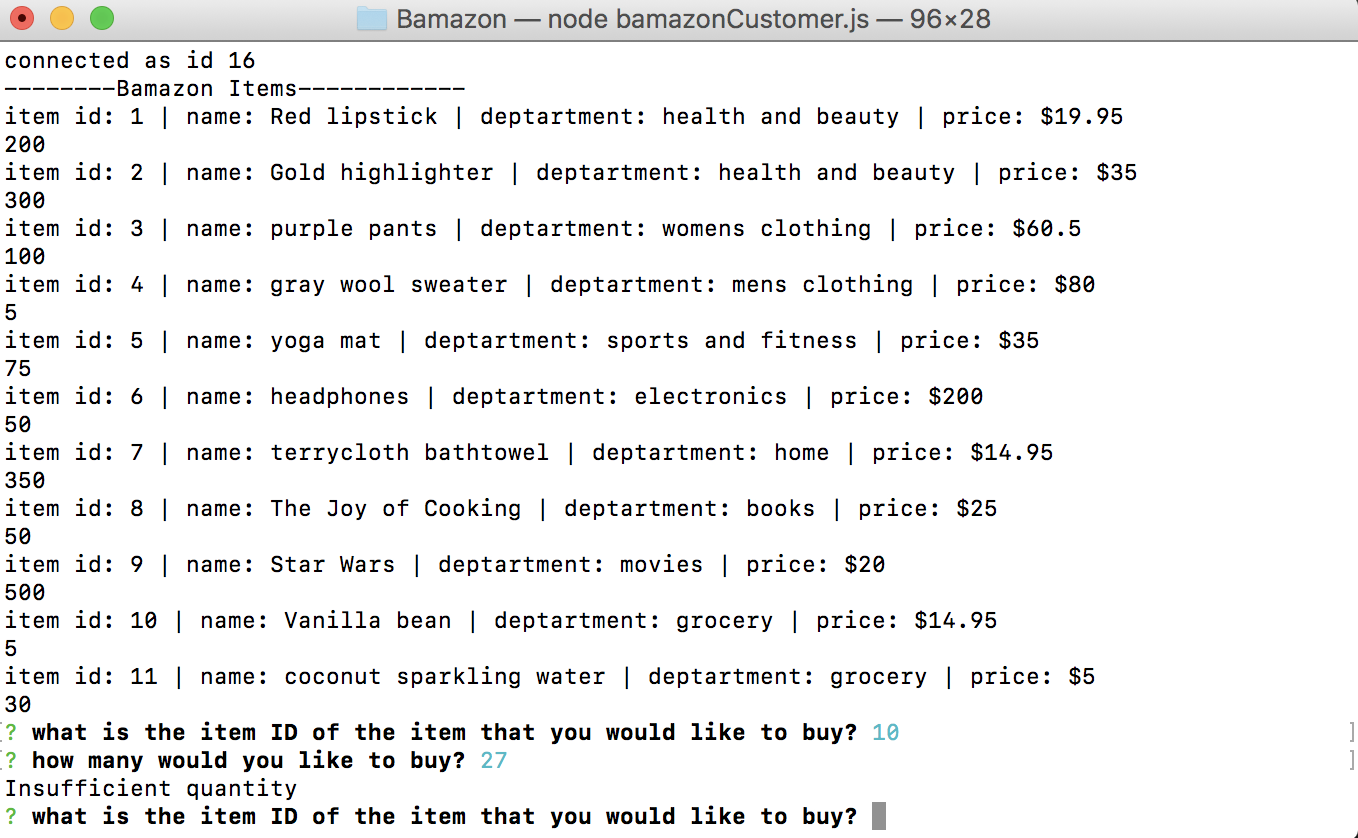 Bamazon — node bamazonCustomer.js — 96×28
connected as id 16
--------Bamazon Items------------
item id: 1 | name: Red lipstick | deptartment: health and beauty | price: $19.95
200
item id: 2 | name: Gold highlighter | deptartment: health and beauty | price: $35
300
item id: 3 | name: purple pants | deptartment: womens clothing | price: $60.5
100
item id: 4 | name: gray wool sweater | deptartment: mens clothing | price: $80
5
item id: 5 | name: yoga mat | deptartment: sports and fitness | price: $35
75
item id: 6 | name: headphones | deptartment: electronics | price: $200
50
item id: 7 | name: terrycloth bathtowel | deptartment: home | price: $14.95
350
item id: 8 | name: The Joy of Cooking | deptartment: books | price: $25
50
item id: 9 | name: Star Wars | deptartment: movies | price: $20
500
item id: 10 | name: Vanilla bean | deptartment: grocery | price: $14.95
5
item id: 11 | name: coconut sparkling water | deptartment: grocery | price: $5
30
[? what is the item ID of the item that you would like to buy? 10 ]
[? how many would you like to buy? 27 ]
Insufficient quantity
? what is the item ID of the item that you would like to buy?